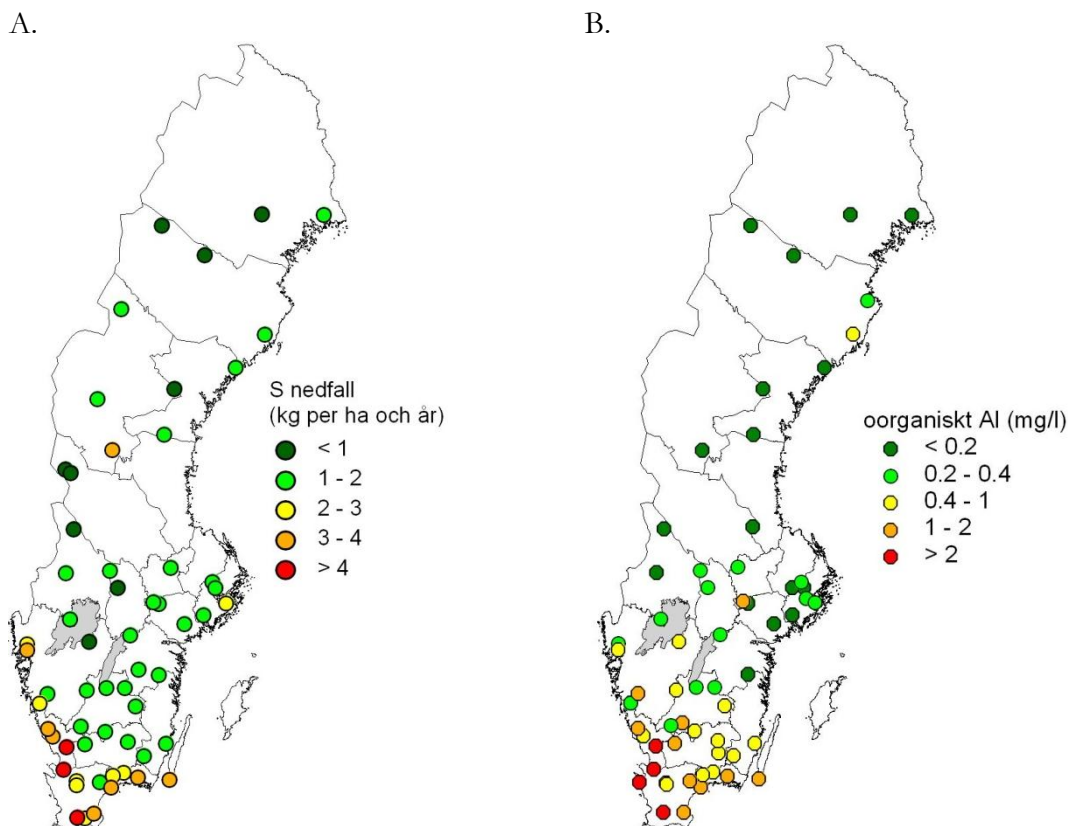 A.
B.
S nedfall
(kg per ha och år)
< 1
1 - 2
2 - 3
3 - 4
> 4
oorganiskt Al (mg/l)
< 0.2
0.2 - 0.4
0.4 - 1
1 - 2
> 2